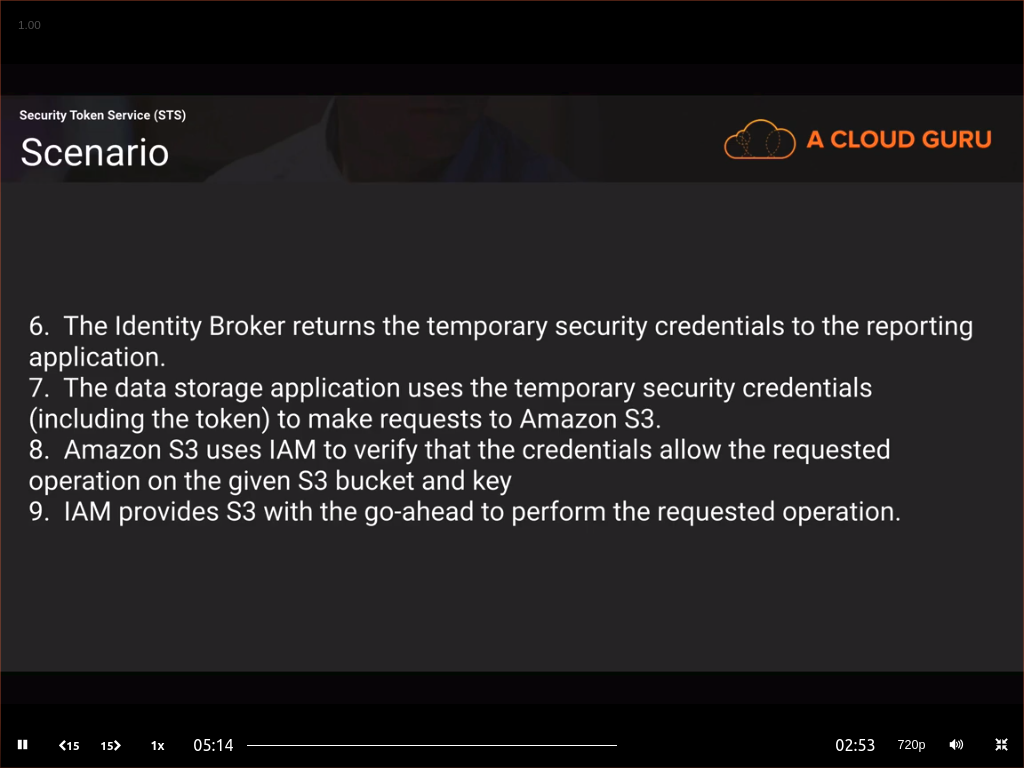 1.00
Security Token Service (STS)
Scenario
A CLOUD GURU
6. The Identity Broker returns the temporary security credentials to the reporting
application.
7. The data storage application uses the temporary security credentials
(including the token) to make requests to Amazon S3.
8. Amazon S3 uses IAM to verify that the credentials allow the requested
operation on the given S3 bucket and key
9. IAM provides S3 with the go-ahead to perform the requested operation.
15 15 1x 05:14 02:53 720p